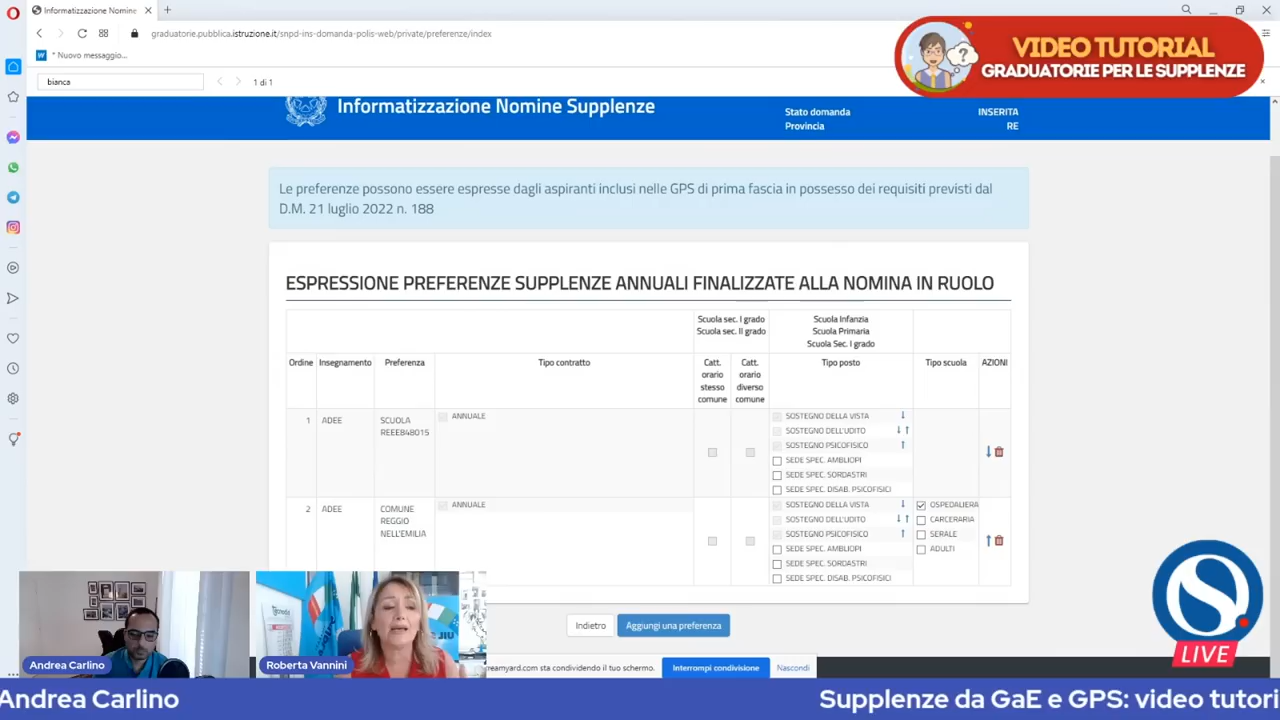 Informatizzazione Nomine
graduatorie.pubblica.istruzione.it/snpd-ins-domanda-polis-web/private/preferenze/index
* Nuovo messaggio...
bianca
1 di 1
VIDEO TUTORIAL
GRADUATORIE PER LE SUPPLENZE
Informatizzazione Nomine Supplenze
Stato domanda INSERITA
Provincia RE
Le preferenze possono essere espresse dagli aspiranti inclusi nelle GPS di prima fascia in possesso dei requisiti previsti dal
D.M. 21 luglio 2022 n. 188
ESPRESSIONE PREFERENZE SUPPLENZE ANNUALI FINALIZZATE ALLA NOMINA IN RUOLO
Scuola sec. I grado
Scuola sec. II grado
Scuola Infanzia
Scuola Primaria
Scuola Sec. I grado
Ordine Insegnamento Preferenza Tipo contratto
Catt. orario stesso comune
Catt. orario diverso comune
Tipo posto Tipo scuola AZIONI
1 ADEE SCUOLA REEE848015 ANNUALE
SOSTEGNO DELLA VISTA
SOSTEGNO DELL'UDITO
SOSTEGNO PSICOFISICO
SEDE SPEC. AMBLIOPI
SEDE SPEC. SORDASTRI
SEDE SPEC. DISAB. PSICOFISICI
2 ADEE COMUNE REGGIO NELL'EMILIA ANNUALE
SOSTEGNO DELLA VISTA
SOSTEGNO DELL'UDITO
SOSTEGNO PSICOFISICO
SEDE SPEC. AMBLIOPI
SEDE SPEC. SORDASTRI
SEDE SPEC. DISAB. PSICOFISICI
OSPEDALIERA
CARCERARIA
SERALE
ADULTI
Indietro Aggiungi una preferenza
reamyard.com sta condividendo il tuo schermo. Interrompi condivisione Nascondi
Andrea Carlino
Roberta Vannini
LIVE
Andrea Carlino
Supplenze da GaE e GPS: video tutori